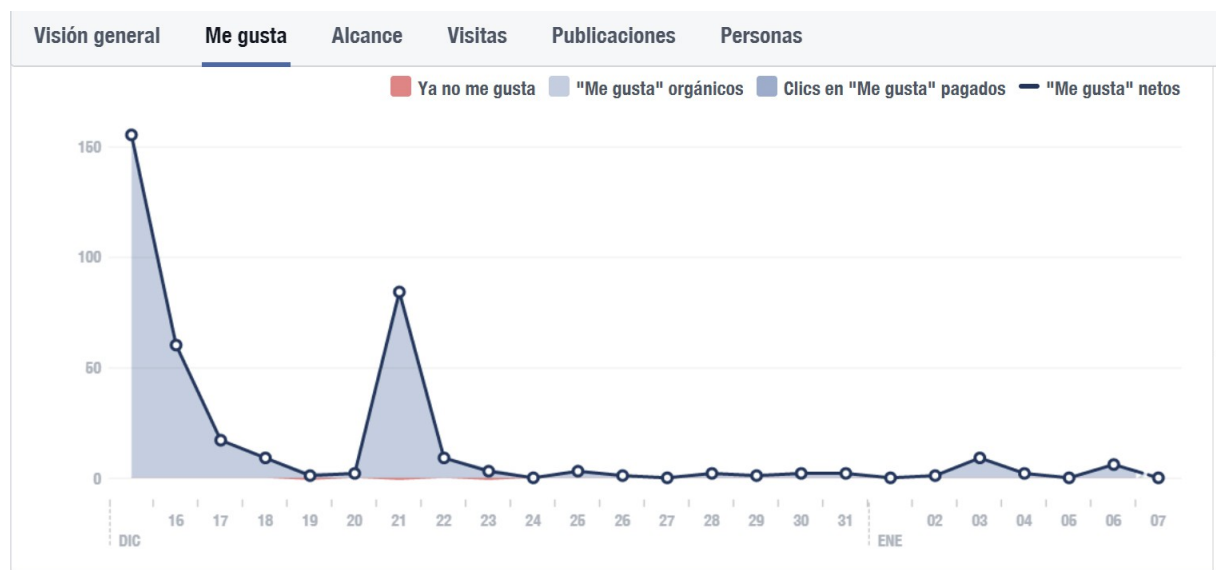 Visión general Me gusta Alcance Visitas Publicaciones Personas
Ya no me gusta "Me gusta" orgánicos Clics en "Me gusta" pagados "Me gusta" netos
150
100
50
0
16 17 18 19 20 21 22 23 24 25 26 27 28 29 30 31 02 03 04 05 06 07
DIC ENE